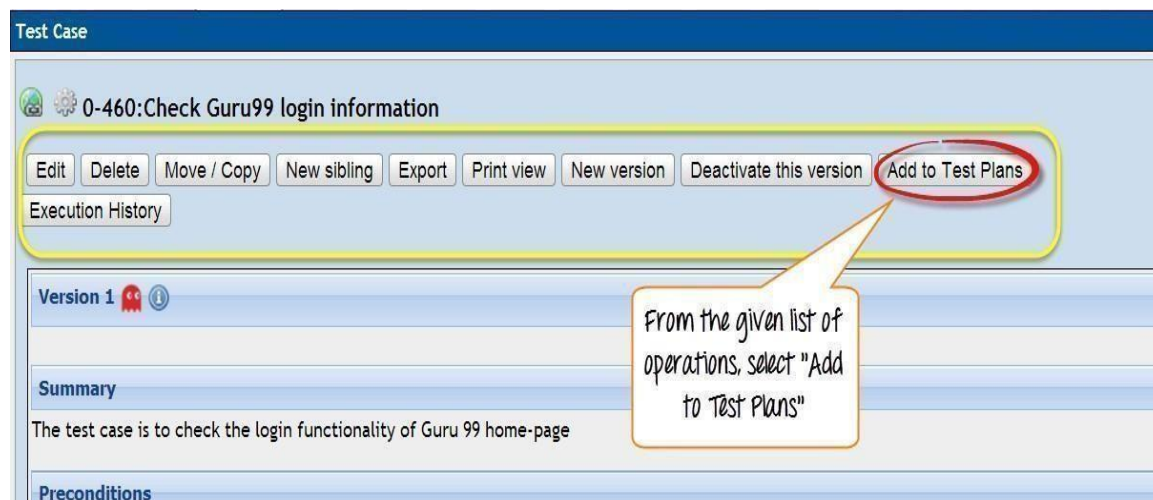 Test Case
0-460:Check Guru99 login information
Edit Delete Move / Copy New sibling Export Print view New version Deactivate this version Add to Test Plans
Execution History
Version 1
From the given list of
operations, select "Add
to Test Plans"
Summary
The test case is to check the login functionality of Guru 99 home-page
Preconditions